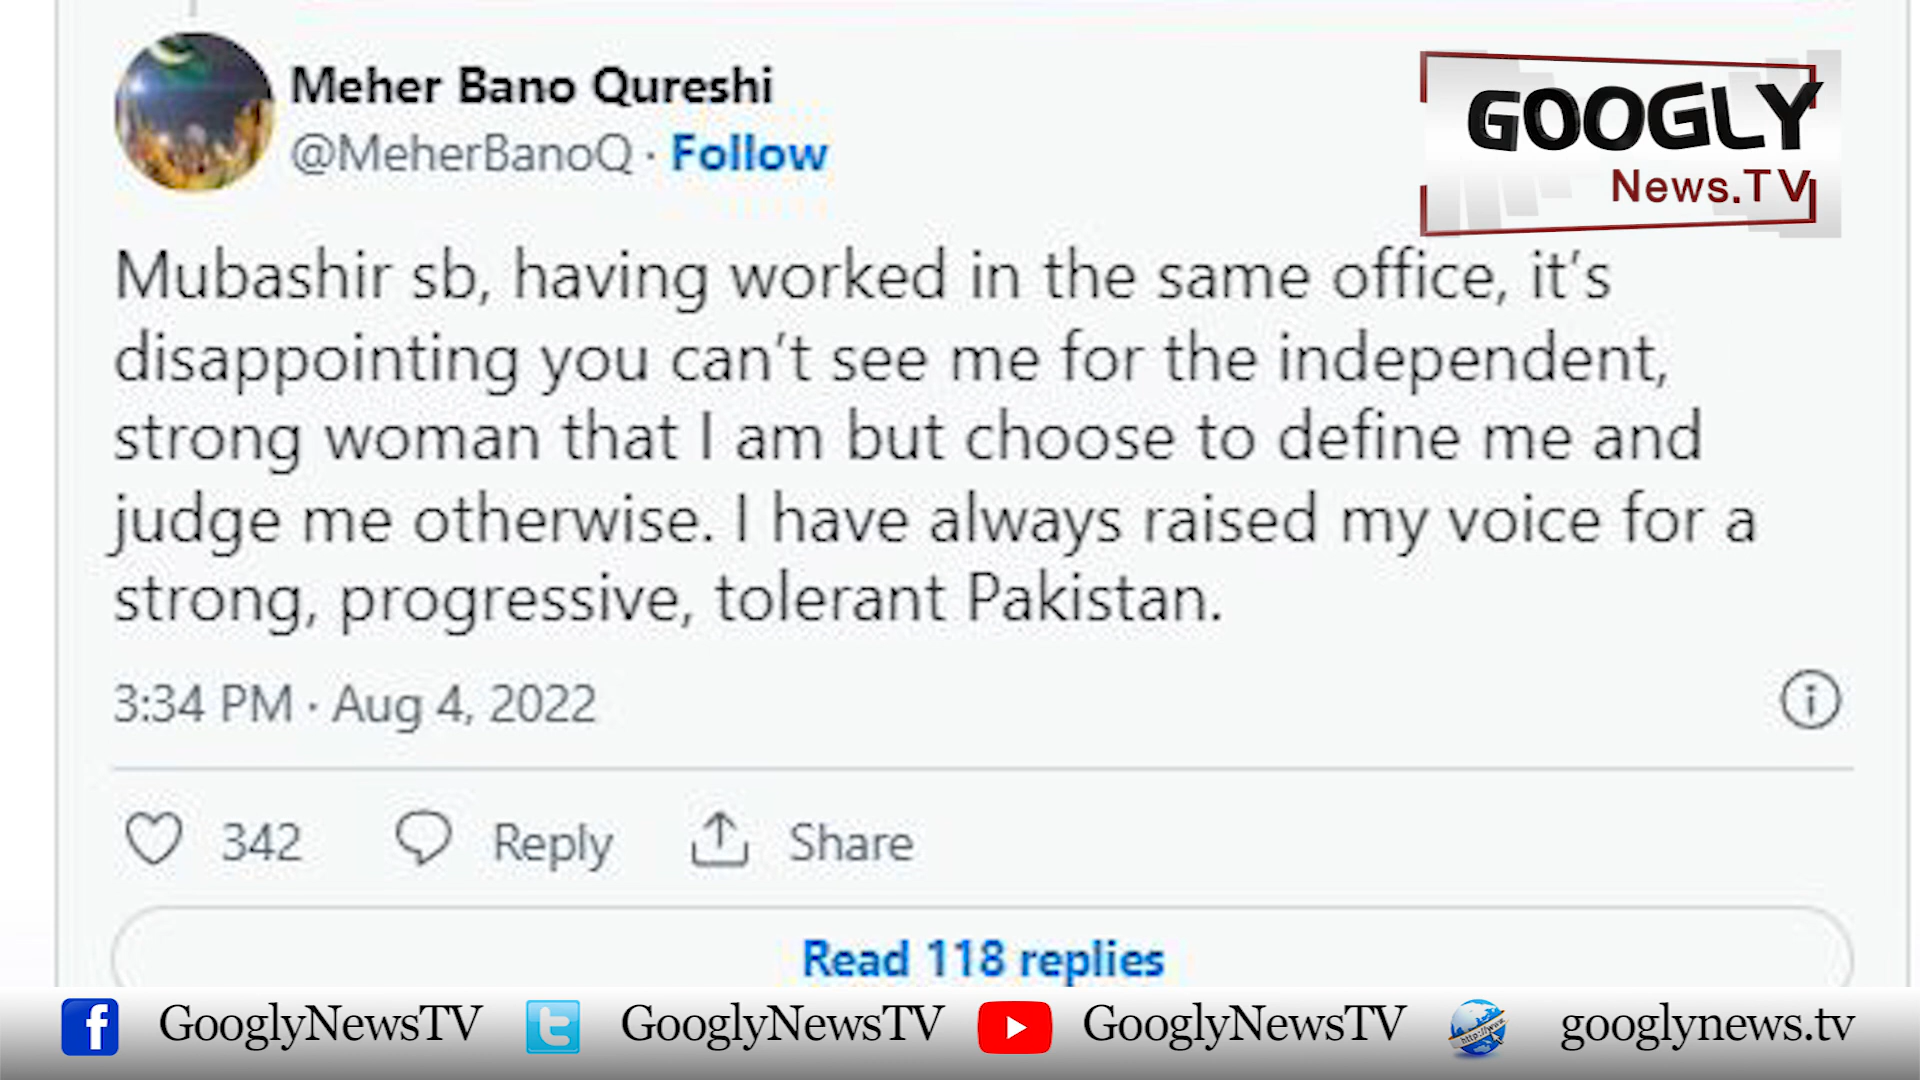 Meher Bano Qureshi
@MeherBanoQ · Follow
GOOGLY
News.TV
Mubashir sb, having worked in the same office, it's
disappointing you can't see me for the independent,
strong woman that I am but choose to define me and
judge me otherwise. I have always raised my voice for a
strong, progressive, tolerant Pakistan.
3:34 PM · Aug 4, 2022
342 Reply Share
Read 118 replies
GooglyNewsTV GooglyNewsTV GooglyNewsTV googlynews.tv